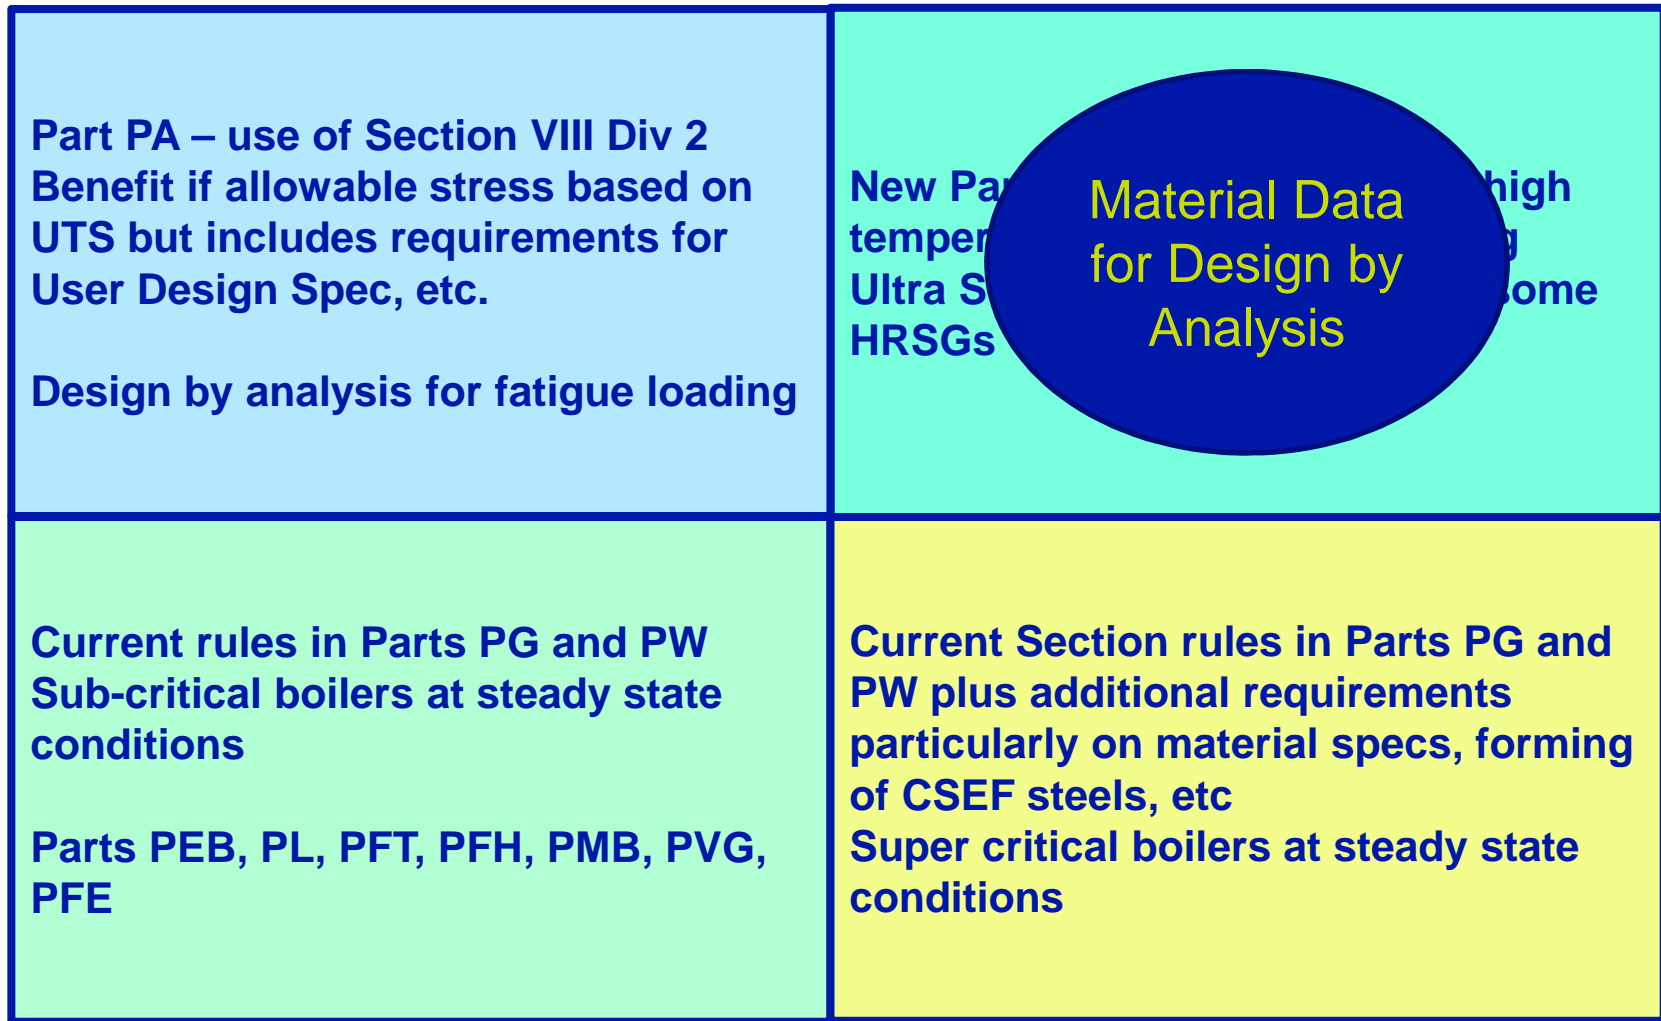 Part PA – use of Section VIII Div 2
Benefit if allowable stress based on
UTS but includes requirements for
User Design Spec, etc.
Design by analysis for fatigue loading
New
high
Ultra
some
HRSGs
Material Data
for Design by
Analysis
Current rules in Parts PG and PW
Sub-critical boilers at steady state
conditions
Parts PEB, PL, PFT, PFH, PMB, PVG,
PFE
Current Section rules in Parts PG and
PW plus additional requirements
particularly on material specs, forming
of CSEF steels, etc
Super critical boilers at steady state
conditions